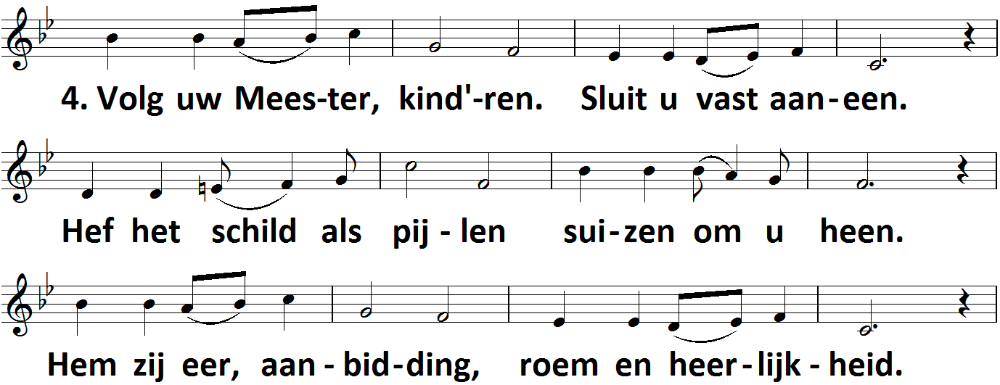 4. Volg uw Mees-ter, kind'-ren. Sluit u vast aan-een.
Hef het schild als pij - len sui-zen om u heen.
Hem zij eer, aan - bid-ding, roem en heer-lijk - heid.